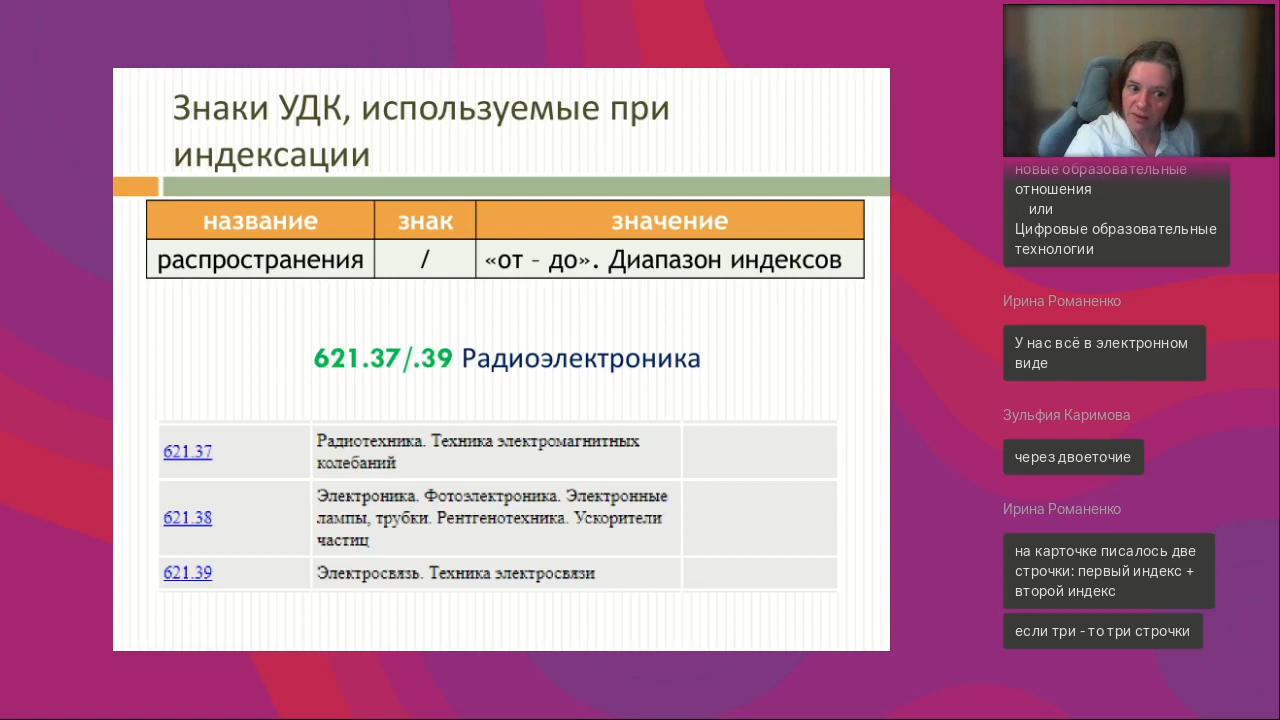 Знаки УДК, используемые при
индексации
название знак значение
распространения / «от – до». Диапазон индексов
621.37/.39 Радиоэлектроника
621.37 Радиотехника. Техника электромагнитных
колебаний
621.38 Электроника. Фотоэлектроника. Электронные
лампы, трубки. Рентгенотехника. Ускорители
частиц
621.39 Электросвязь. Техника электросвязи
новые образовательные
отношения
или
Цифровые образовательные
технологии
Ирина Романенко
У нас всё в электронном
виде
Зульфия Каримова
через двоеточие
Ирина Романенко
на карточке писалось две
строчки: первый индекс +
второй индекс
если три - то три строчки